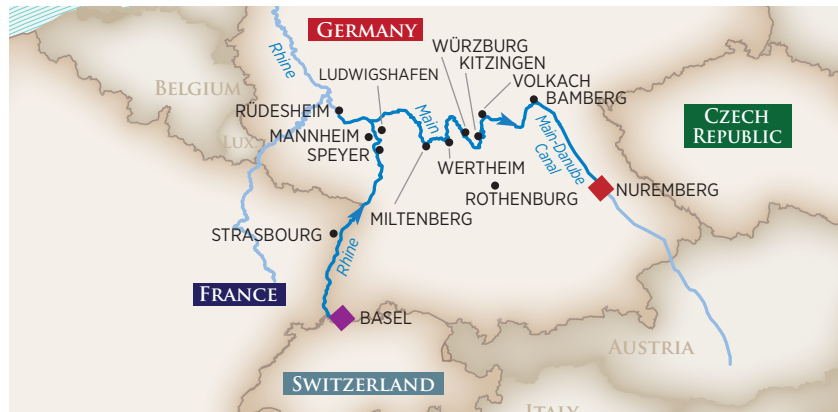 GERMANY
WÜRZBURG
KITZINGEN
Rhine
LUDWIGSHAFEN
VOLKACH
BAMBERG
BELGIUM
RÜDESHEIM
Main
CZECH
REPUBLIC
LUX.
MANNHEIM
SPEYER
WERTHEIM
Main-Danube
Canal
NUREMBERG
ROTHENBURG
MILTENBERG
STRASBOURG
Rhine
FRANCE
BASEL
AUSTRIA
SWITZERLAND
ITALY